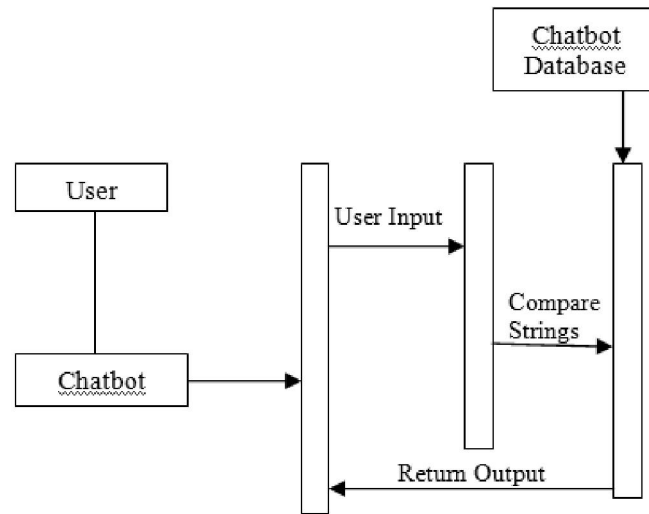 Chatbot
Database
User
User Input
Compare
Strings
Chatbot
Return Output